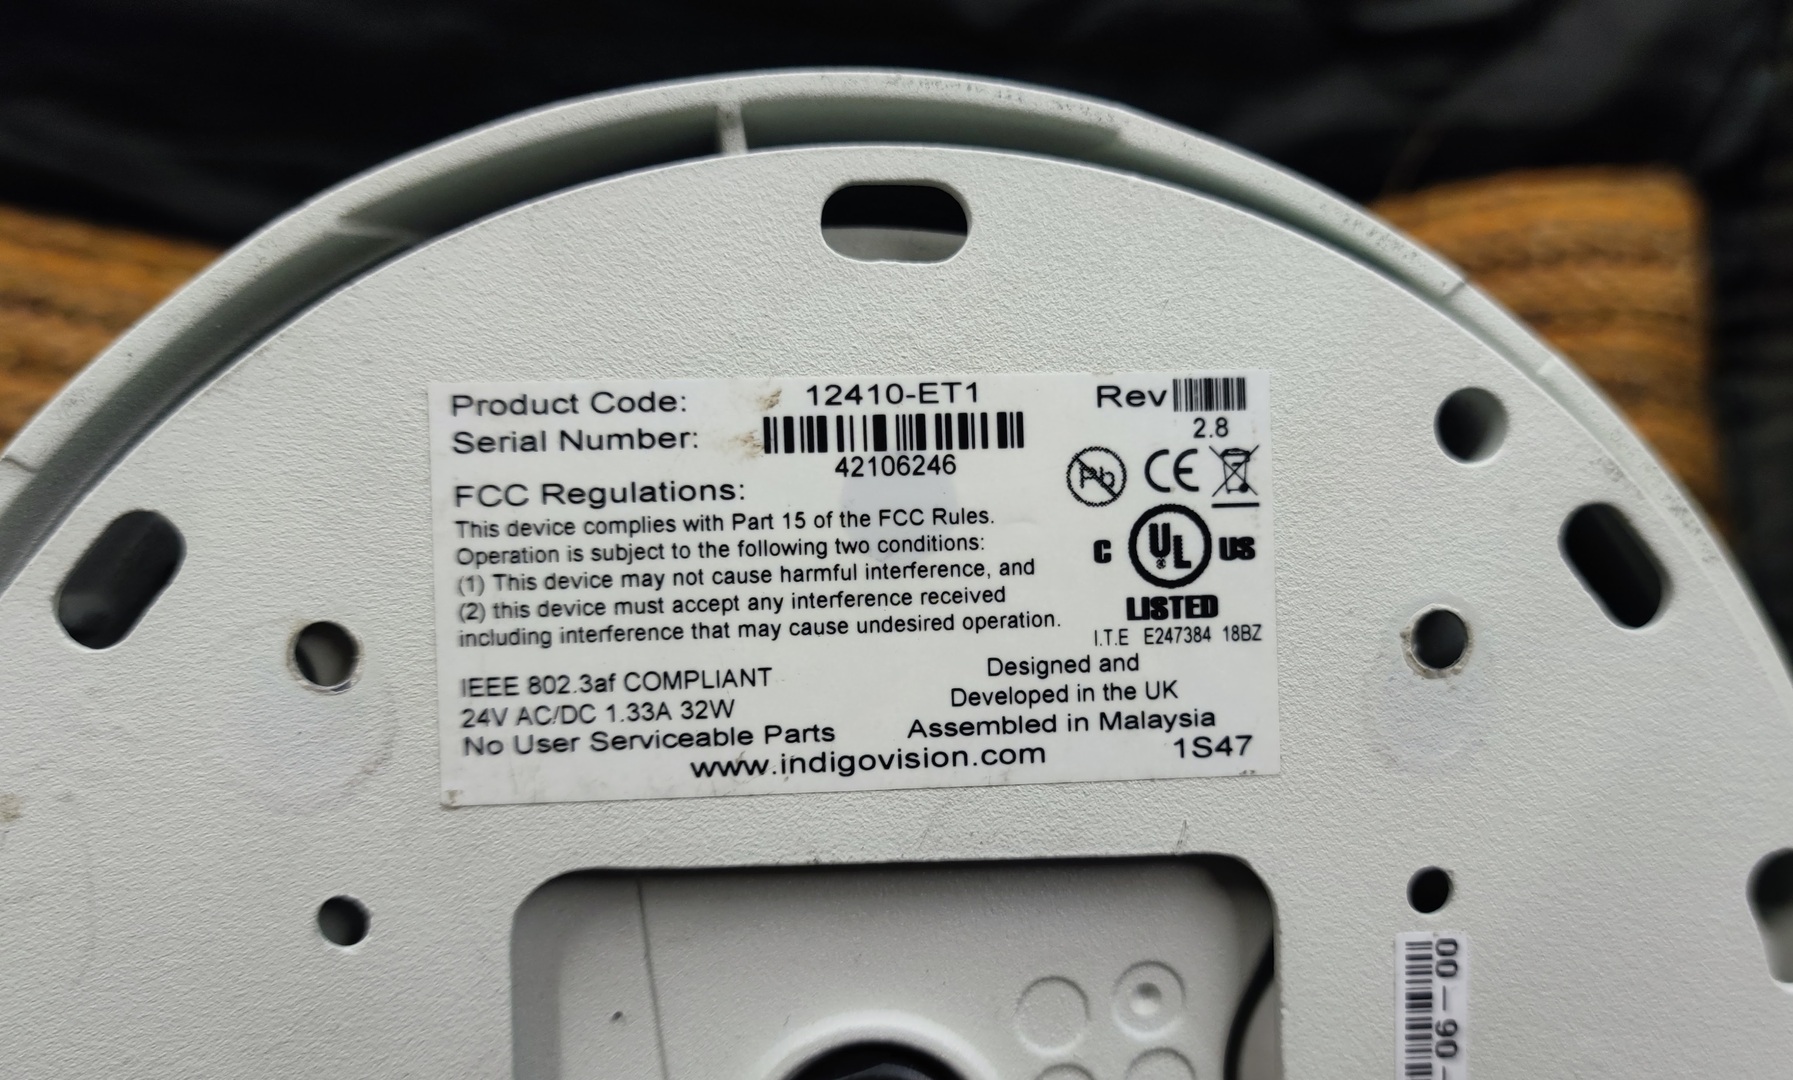 Product Code: 12410-ET1 Rev
Serial Number: 2.8
42106246
Pb CE
FCC Regulations:
This device complies with Part 15 of the FCC Rules.
Operation is subject to the following two conditions:
(1) This device may not cause harmful interference, and
(2) this device must accept any interference received
including interference that may cause undesired operation.
C UL ® US
LISTED
I.T.E E247384 18BZ
IEEE 802.3af COMPLIANT
24V AC/DC 1.33A 32W
No User Serviceable Parts
Designed and
Developed in the UK
Assembled in Malaysia
www.indigovision.com 1S47
06-00